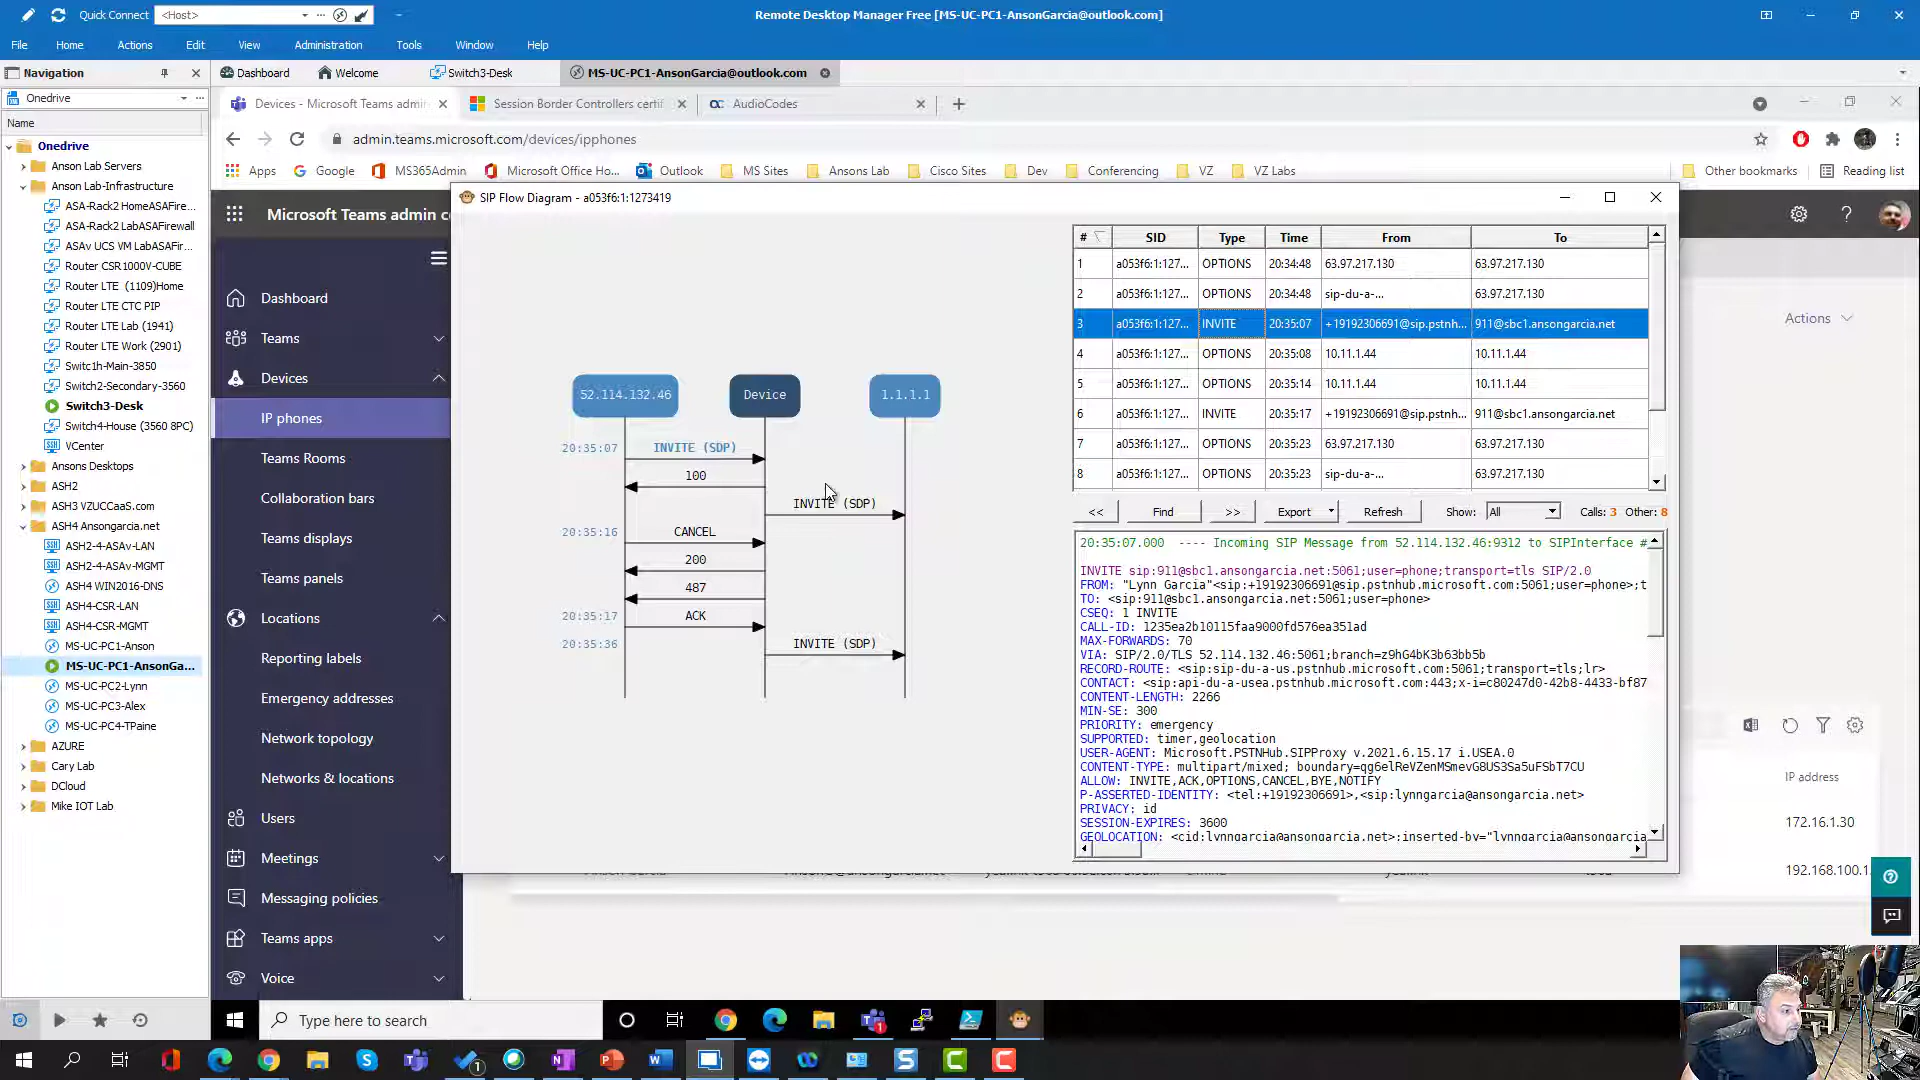 Quick Connect
<Host>
Remote Desktop Manager Free [MS-UC-PC1-AnsonGarcia@outlook.com]
File
Home
Actions
Edit
View
Administration
Tools
Window
Help
Navigation
Dashboard
Welcome
Switch3-Desk
MS-UC-PC1-AnsonGarcia@outlook.com
Onedrive
Name
Onedrive
Anson Lab Servers
Anson Lab-Infrastructure
ASA-Rack2 HomeASAFire...
ASA-Rack2 LabASAFirewall
ASAv UCS VM LabASAFir...
Router CSR1000V-CUBE
Router LTE (1109)Home
Router LTE CTC PIP
Router LTE Lab (1941)
Router LTE Work (2901)
Switc1h-Main-3850
Switch2-Secondary-3560
Switch3-Desk
Switch4-House (3560 8PC)
VCenter
Ansons Desktops
ASH2
ASH3 VZUCCaaS.com
ASH4 Ansongarcia.net
ASH2-4-ASAv-LAN
ASH2-4-ASAv-MGMT
ASH4 WIN2016-DNS
ASH4-CSR-LAN
ASH4-CSR-MGMT
MS-UC-PC1-Anson
MS-UC-PC1-AnsonGa...
MS-UC-PC2-Lynn
MS-UC-PC3-Alex
MS-UC-PC4-TPaine
AZURE
Cary Lab
DCloud
Mike IOT Lab
Devices - Microsoft Teams admin
Session Border Controllers certifi
AudioCodes
admin.teams.microsoft.com/devices/ipphones
Apps
Google
MS365Admin
Microsoft Office Ho...
Outlook
MS Sites
Ansons Lab
Cisco Sites
Dev
Conferencing
VZ
VZ Labs
Other bookmarks
Reading list
Microsoft Teams admin c
Dashboard
Teams
Devices
IP phones
Teams Rooms
Collaboration bars
Teams displays
Teams panels
Locations
Reporting labels
Emergency addresses
Network topology
Networks & locations
Users
Meetings
Messaging policies
Teams apps
Voice
Actions
IP address
172.16.1.30
192.168.100.1
SIP Flow Diagram - a053f6:1:1273419
52.114.132.46
Device
1.1.1.1
20:35:07
INVITE (SDP)
100
INVITE (SDP)
20:35:16
CANCEL
200
487
20:35:17
ACK
20:35:36
INVITE (SDP)
# SID Type Time From To
1 a053f6:1:127... OPTIONS 20:34:48 63.97.217.130 63.97.217.130
2 a053f6:1:127... OPTIONS 20:34:48 sip-du-a-... 63.97.217.130
3 a053f6:1:127... INVITE 20:35:07 +19192306691@sip.pstnh... 911@sbc1.ansongarcia.net
4 a053f6:1:127... OPTIONS 20:35:08 10.11.1.44 10.11.1.44
5 a053f6:1:127... OPTIONS 20:35:14 10.11.1.44 10.11.1.44
6 a053f6:1:127... INVITE 20:35:17 +19192306691@sip.pstnh... 911@sbc1.ansongarcia.net
7 a053f6:1:127... OPTIONS 20:35:23 63.97.217.130 63.97.217.130
8 a053f6:1:127... OPTIONS 20:35:23 sip-du-a-... 63.97.217.130
<< Find >> Export Refresh Show: All Calls: 3 Other: 8
20:35:07.000 ---- Incoming SIP Message from 52.114.132.46:9312 to SIPInterface #
INVITE sip:911@sbc1.ansongarcia.net:5061;user=phone;transport=tls SIP/2.0
FROM: "Lynn Garcia"<sip:+19192306691@sip.pstnhub.microsoft.com:5061;user=phone>;t
TO: <sip:911@sbc1.ansongarcia.net:5061;user=phone>
CSEQ: 1 INVITE
CALL-ID: 1235ea2b10115faa9000fd576ea351ad
MAX-FORWARDS: 70
VIA: SIP/2.0/TLS 52.114.132.46:5061;branch=z9hG4bK3b63bb5b
RECORD-ROUTE: <sip:sip-du-a-us.pstnhub.microsoft.com:5061;transport=tls;lr>
CONTACT: <sip:api-du-a-usea.pstnhub.microsoft.com:443;x-i=c80247d0-42b8-4433-bf87
CONTENT-LENGTH: 2266
MIN-SE: 300
PRIORITY: emergency
SUPPORTED: timer,geolocation
USER-AGENT: Microsoft.PSTNHub.SIPProxy v.2021.6.15.17 i.USEA.0
CONTENT-TYPE: multipart/mixed; boundary=qg6elReVZenMSmevG8US3Sa5uFSbT7CU
ALLOW: INVITE,ACK,OPTIONS,CANCEL,BYE,NOTIFY
P-ASSERTED-IDENTITY: <tel:+19192306691>,<sip:lynngarcia@ansongarcia.net>
PRIVACY: id
SESSION-EXPIRES: 3600
GEOLOCATION: <cid:lynngarcia@ansongarcia.net>;inserted-by="lynngarcia@ansongarcia
Type here to search